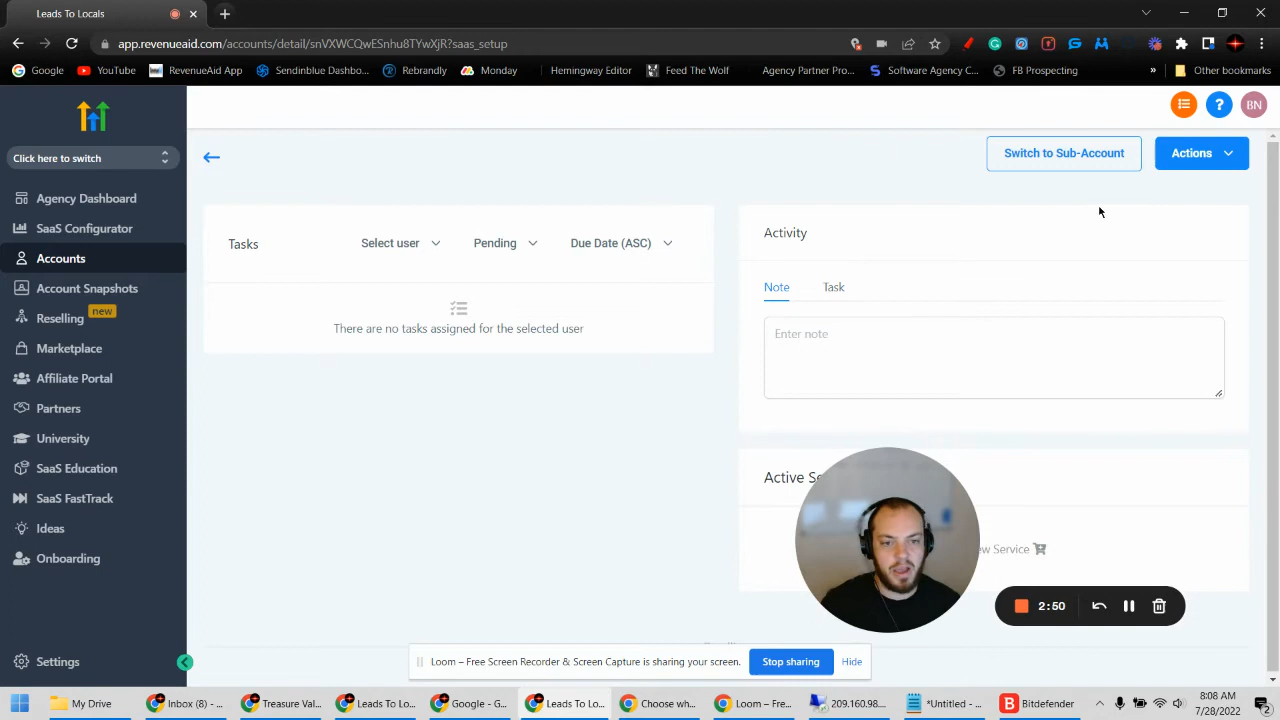 Leads To Locals
app.revenueaid.com/accounts/detail/snVXWCQwESnhu8TYwXjR?saas_setup
Google YouTube RevenueAid App Sendinblue Dashbo... Rebrandly Monday Hemingway Editor Feed The Wolf Agency Partner Pro... Software Agency C... FB Prospecting » Other bookmarks
? BN
Click here to switch
Switch to Sub-Account Actions
Agency Dashboard
SaaS Configurator
Accounts
Account Snapshots
Reselling new
Marketplace
Affiliate Portal
Partners
University
SaaS Education
SaaS FastTrack
Ideas
Onboarding
Settings
Tasks Select user Pending Due Date (ASC)
There are no tasks assigned for the selected user
Activity
Note Task
Enter note
Active
Service
2:50
Loom – Free Screen Recorder & Screen Capture is sharing your screen. Stop sharing Hide
My Drive Inbox (8) Treasure V Leads To Lo... Google - G... Leads To Lo... Choose wh... Loom – Fre... 209.160.98... *Untitled - ... Bitdefender
8:08 AM
7/28/2022
2